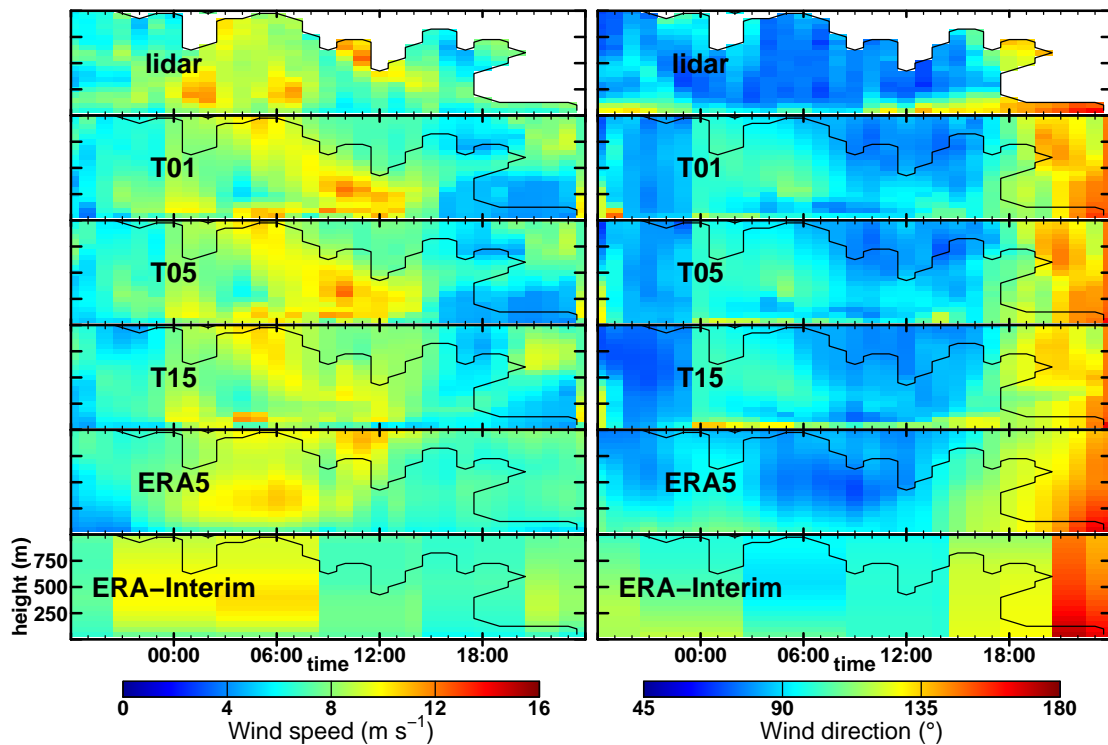 lidar
lidar
T01
T01
T05
T05
T15
T15
ERA5
ERA5
ERA−Interim
ERA−Interim
height (m)
750
500
250
00:00 06:00 12:00 18:00
time
00:00 06:00 12:00 18:00
time
0 4 8 12 16
Wind speed (m s⁻¹)
45 90 135 180
Wind direction (°)